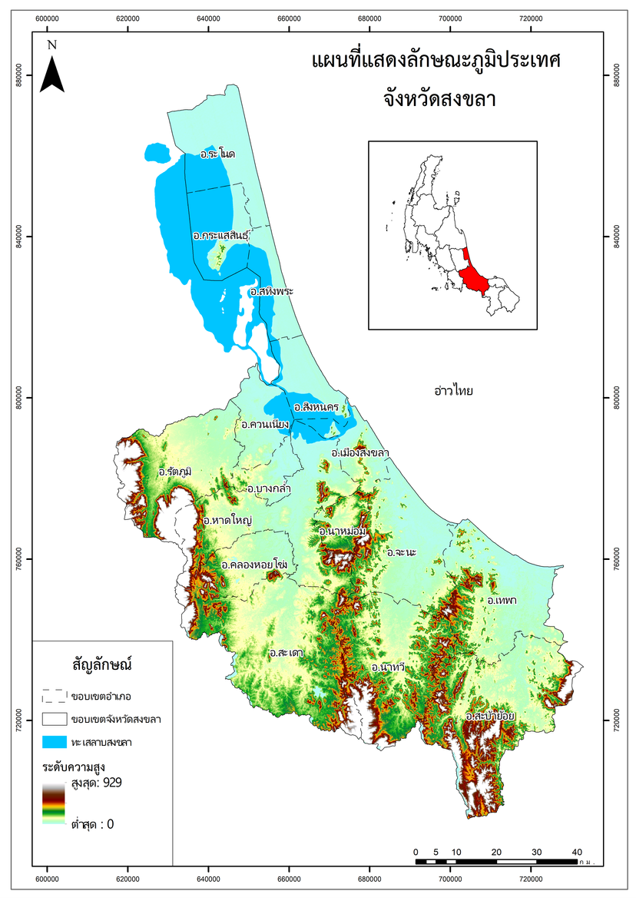 600000 620000 640000 660000 680000 700000 720000
N
แผนที่แสดงลักษณะภูมิประเทศ
จังหวัดสงขลา
880000 880000
อ.ระโนด
840000 840000
อ.กระแสสินธุ์
อ.สทิงพระ
800000 800000
อ่าวไทย
อ.สิงหนคร
อ.ควนเนียง
อ.เมืองสงขลา
อ.รัตภูมิ
อ.บางกล่ำ
อ.หาดใหญ่
อ.นาหม่อม
อ.จะนะ
760000 760000
อ.คลองหอยโข่ง
อ.เทพา
อ.สะเดา
อ.นาทวี
อ.สะบ้าย้อย
720000 720000
สัญลักษณ์
ขอบเขตอำเภอ
ขอบเขตจังหวัดสงขลา
ทะเลสาบสงขลา
ระดับความสูง
สูงสุด: 929
ต่ำสุด : 0
0 5 10 20 30 40
ก.ม.
600000 620000 640000 660000 680000 700000 720000